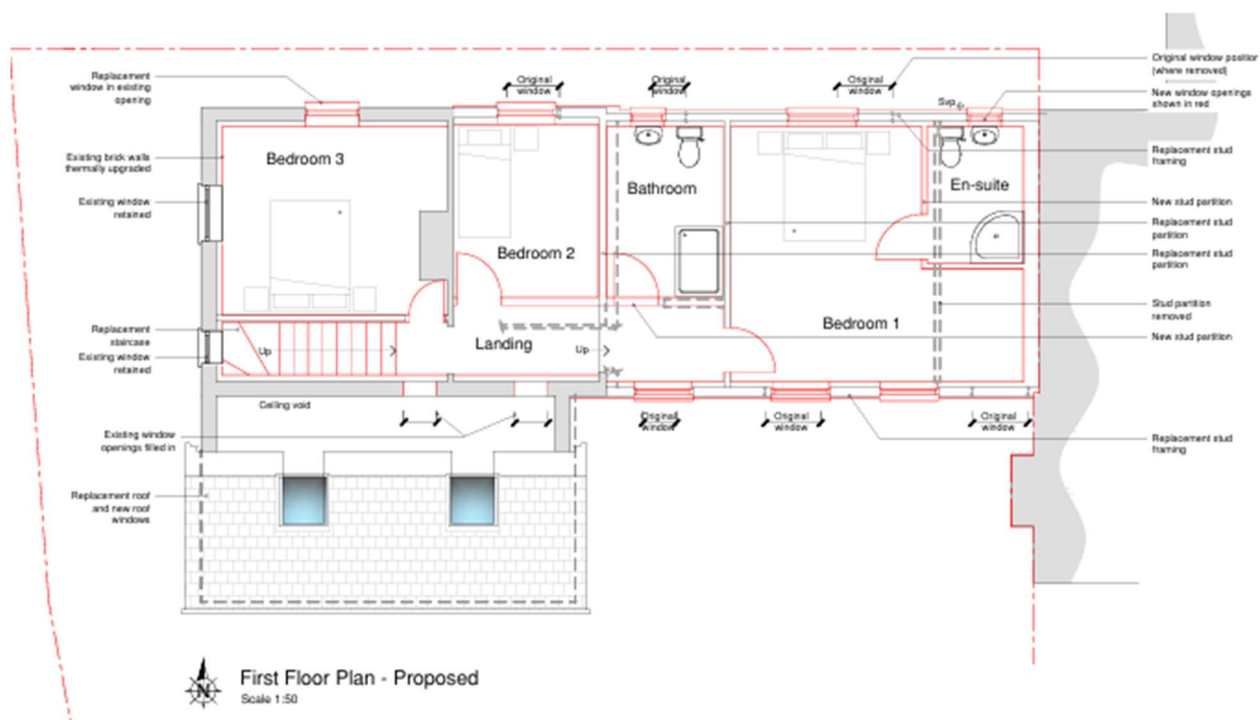 Original window position
(where removed)
New window openings
shown in red
Replacement stud
framing
New stud partition
Replacement stud
partition
Replacement stud
partition
Stud partition
removed
New stud partition
Replacement stud
framing
Replacement
window in existing
opening
Existing brick walls
thermally upgraded
Existing window
retained
Replacement
staircase
Existing window
retained
Existing window
openings filled in
Replacement roof
and new roof
windows
Original
window
Original
window
Original
window
Svp
Bedroom 3
Bedroom 2
Bathroom
En-suite
Bedroom 1
Landing
Up
Up
Ceiling void
Original
window
Original
window
Original
window
N
First Floor Plan - Proposed
Scale 1:50